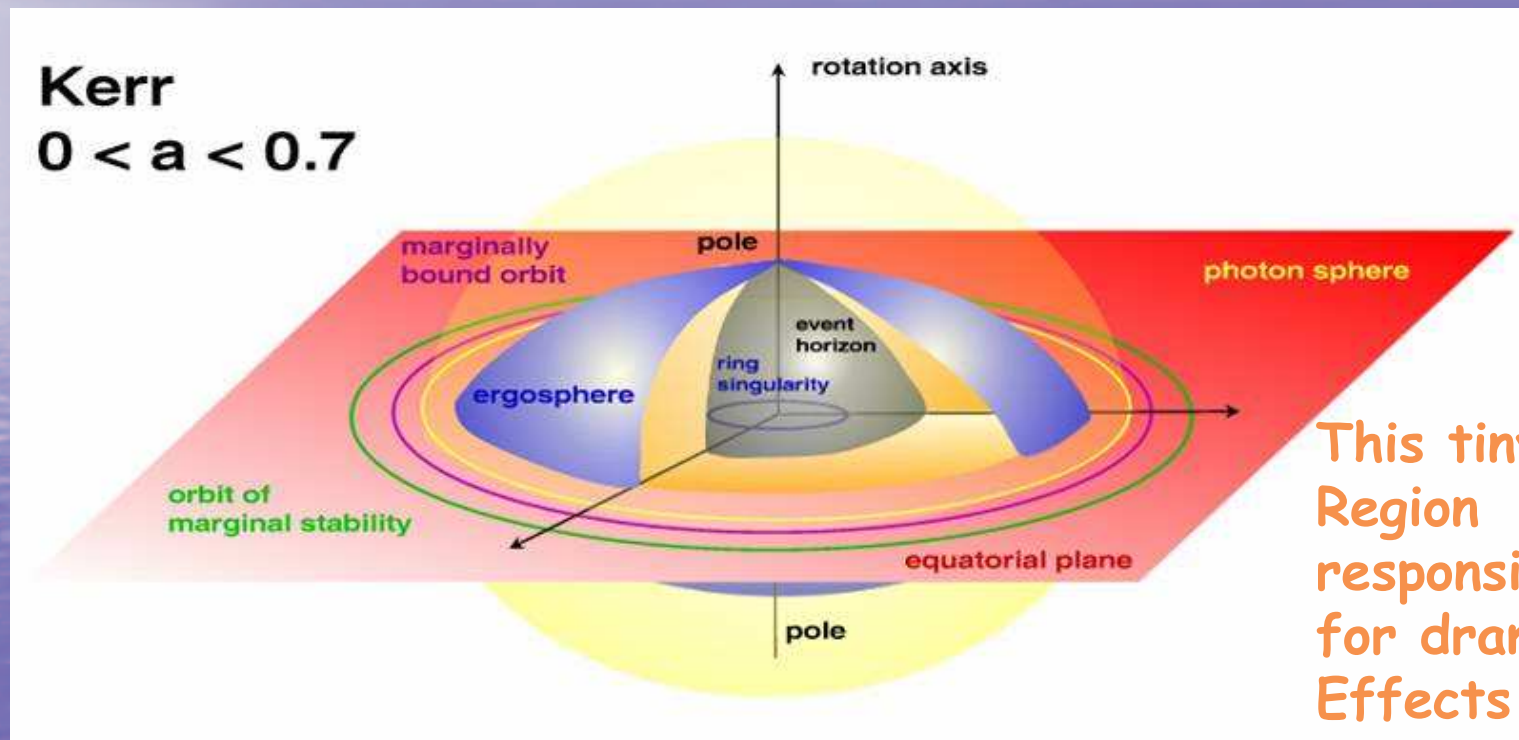 Kerr
0 < a < 0.7
rotation axis
marginally
bound orbit
pole
photon sphere
event
horizon
ring
singularity
ergosphere
orbit of
marginal stability
equatorial plane
pole
This
Region
for
Effects